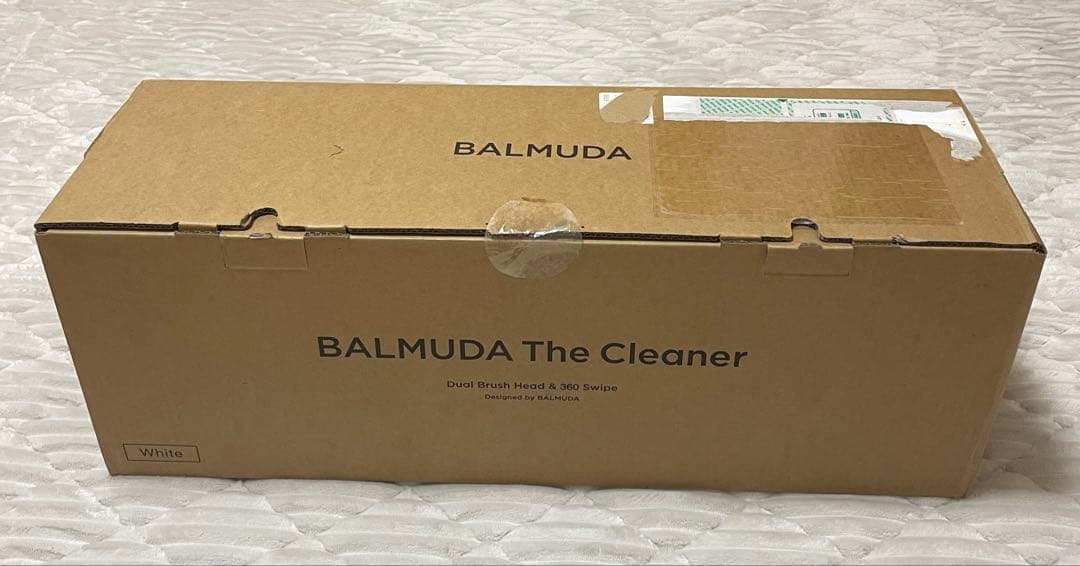 BALMUDA
BALMUDA The Cleaner
Dual Brush Head & 360 Swipe
Designed by BALMUDA
White